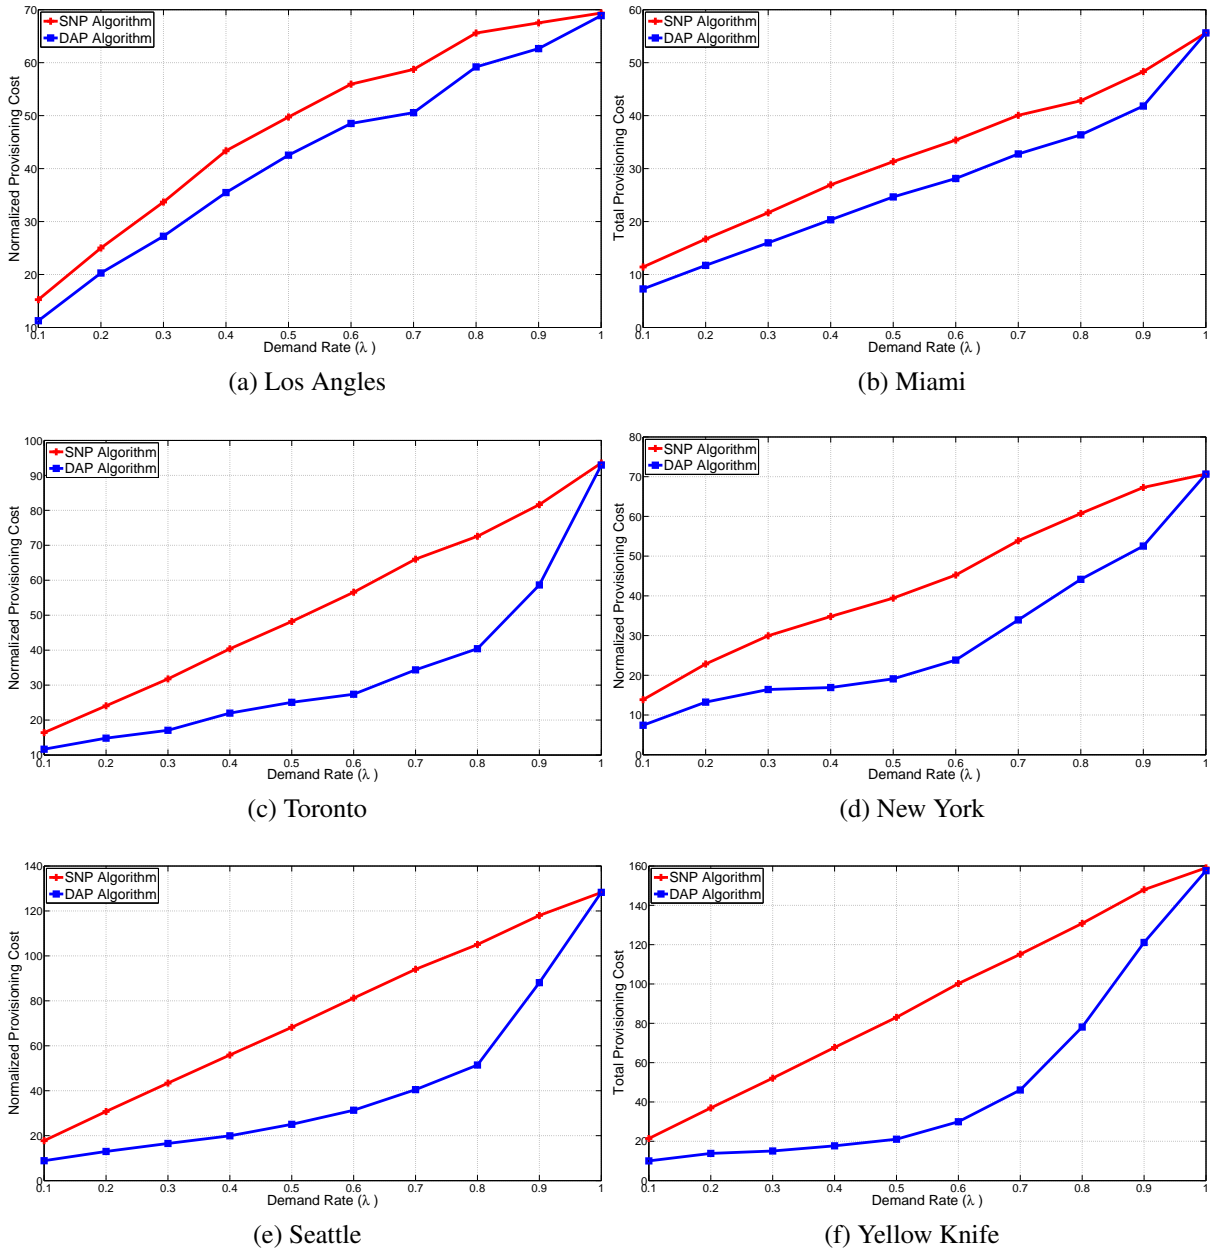 70
60
50
40
30
20
10
Normalized Provisioning Cost
SNP Algorithm
DAP Algorithm
0.1 0.2 0.3 0.4 0.5 0.6 0.7 0.8 0.9 1
Demand Rate (λ )
(a) Los Angles
60
50
40
30
20
10
0
Total Provisioning Cost
SNP Algorithm
DAP Algorithm
0.1 0.2 0.3 0.4 0.5 0.6 0.7 0.8 0.9 1
Demand Rate (λ )
(b) Miami
100
90
80
70
60
50
40
30
20
10
Normalized Provisioning Cost
SNP Algorithm
DAP Algorithm
0.1 0.2 0.3 0.4 0.5 0.6 0.7 0.8 0.9 1
Demand Rate (λ )
(c) Toronto
80
70
60
50
40
30
20
10
0
Normalized Provisioning Cost
SNP Algorithm
DAP Algorithm
0.1 0.2 0.3 0.4 0.5 0.6 0.7 0.8 0.9 1
Demand Rate (λ )
(d) New York
140
120
100
80
60
40
20
0
Normalized Provisioning Cost
SNP Algorithm
DAP Algorithm
0.1 0.2 0.3 0.4 0.5 0.6 0.7 0.8 0.9 1
Demand Rate (λ )
(e) Seattle
160
140
120
100
80
60
40
20
0
Total Provisioning Cost
SNP Algorithm
DAP Algorithm
0.1 0.2 0.3 0.4 0.5 0.6 0.7 0.8 0.9 1
Demand Rate (λ )
(f) Yellow Knife